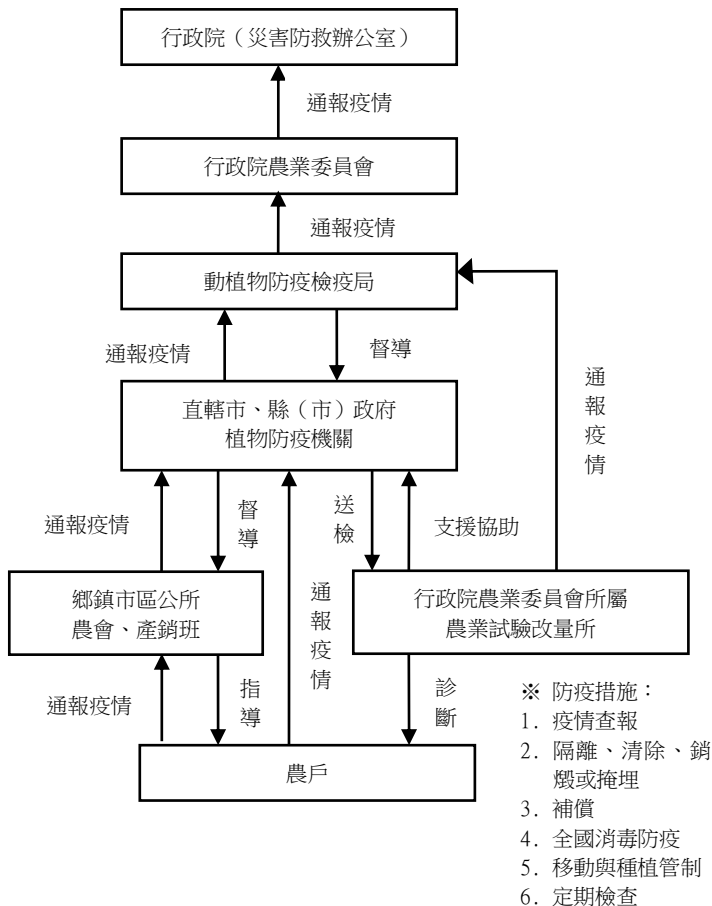 行政院（災害防救辦公室）
通報疫情
行政院農業委員會
通報疫情
動植物防疫檢疫局
通報疫情
督導
通報疫情
直轄市、縣（市）政府
植物防疫機關
通報疫情
督導
送檢
支援協助
通報疫情
鄉鎮市區公所
農會、產銷班
行政院農業委員會所屬
農業試驗改量所
通報疫情
指導
診斷
農戶
※ 防疫措施：
1. 疫情查報
2. 隔離、清除、銷
燬或掩埋
3. 補償
4. 全國消毒防疫
5. 移動與種植管制
6. 定期檢查